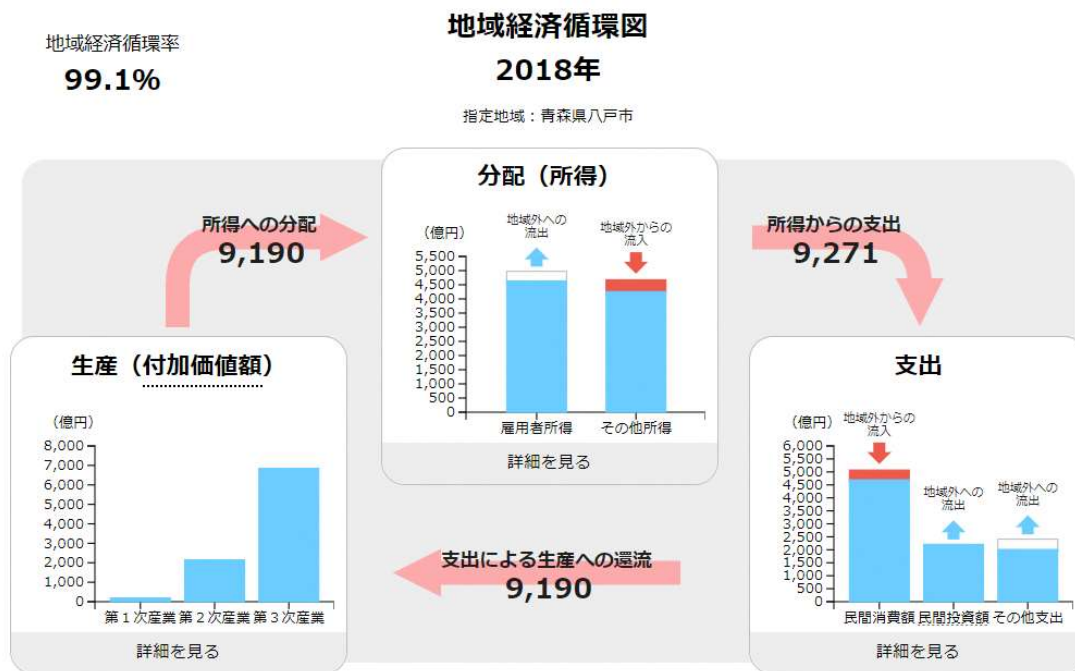 地域経済循環図
2018年
指定地域：青森県八戸市
地域経済循環率
99.1%
所得への分配
9,190
分配（所得）
（億円）
地域外への
流出
地域外からの
流入
5,500
5,000
4,500
4,000
3,500
3,000
2,500
2,000
1,500
1,000
500
0
雇用者所得
その他所得
詳細を見る
所得からの支出
9,271
生産（付加価値額）
（億円）
8,000
7,000
6,000
5,000
4,000
3,000
2,000
1,000
0
第１次産業
第２次産業
第３次産業
詳細を見る
支出による生産への還流
9,190
支出
（億円）
地域外からの
流入
地域外への
流出
地域外への
流出
6,000
5,500
5,000
4,500
4,000
3,500
3,000
2,500
2,000
1,500
1,000
500
0
民間消費額
民間投資額
その他支出
詳細を見る